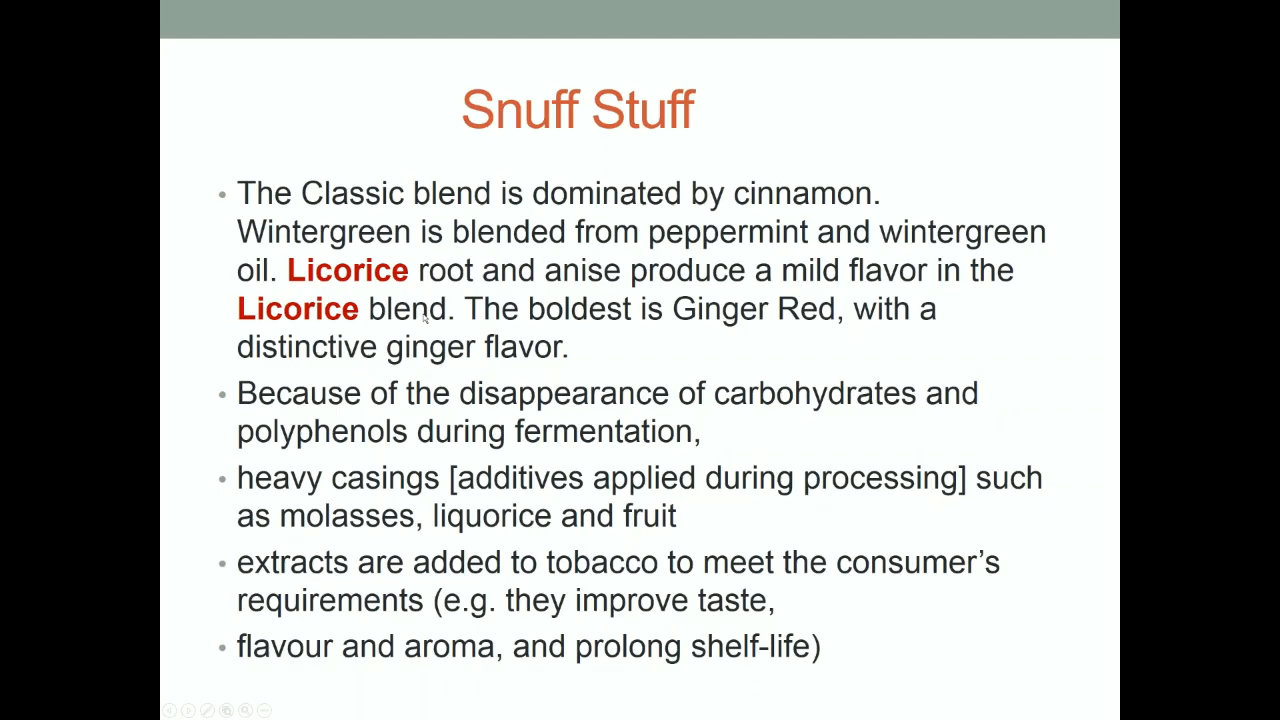 Snuff Stuff
• The Classic blend is dominated by cinnamon.
Wintergreen is blended from peppermint and wintergreen
oil. Licorice root and anise produce a mild flavor in the
Licorice blend. The boldest is Ginger Red, with a
distinctive ginger flavor.
• Because of the disappearance of carbohydrates and
polyphenols during fermentation,
• heavy casings [additives applied during processing] such
as molasses, liquorice and fruit
• extracts are added to tobacco to meet the consumer’s
requirements (e.g. they improve taste,
• flavour and aroma, and prolong shelf-life)